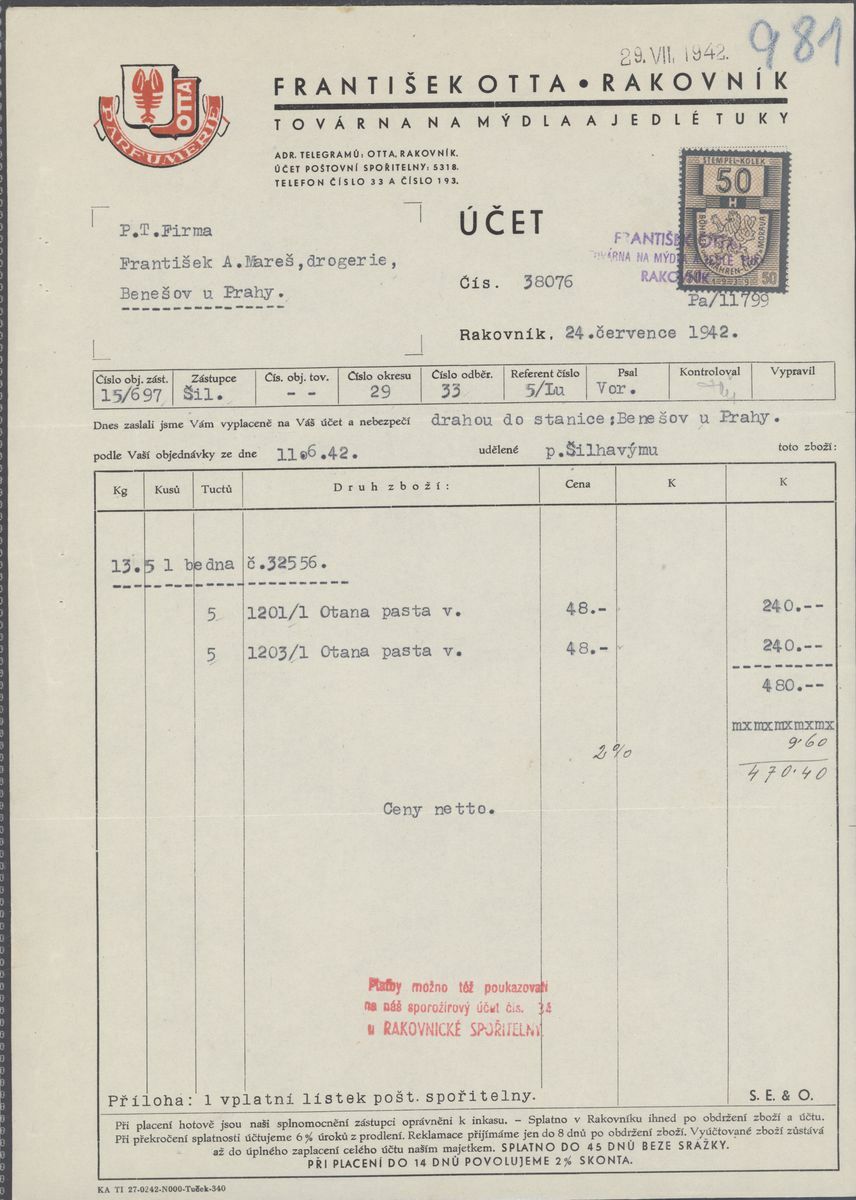 981
29.VII.1942.
OTTA
PARFUMERIE
FRANTIŠEK OTTA • RAKOVNÍK
TOVÁRNA NA MÝDLA A JEDLÉ TUKY
ADR. TELEGRAMŮ: OTTA, RAKOVNÍK.
ÚČET POŠTOVNÍ SPOŘITELNY: 5318.
TELEFON ČÍSLO 33 A ČÍSLO 193.
STEMPEL-KOLEK
50
H
BÖHMEN
MÄHREN
MORAVA
50 1939 50
P.T.Firma
František A.Mareš,drogerie,
Benešov u Prahy.
ÚČET
FRANTIŠEK OTTA
TOVÁRNA NA MÝDLA A JEDLÉ TUKY
RAKOVNÍK
Čís. 38076
Pa/11799
Rakovník, 24.července 1942.
Číslo obj. zást. Zástupce Čís. obj. tov. Číslo okresu Číslo odběr. Referent číslo Psal Kontroloval Vypravil
15/697 Šil. -- 29 33 5/Lu Vor.
Dnes zaslali jsme Vám vyplaceně na Váš účet a nebezpečí drahou do stanice:Benešov u Prahy.
podle Vaší objednávky ze dne 11.6.42. udělené p.Šilhavýmu toto zboží:
Kg Kusů Tuctů Druh zboží: Cena K K
13.5 1 bedna č.32556.
5 1201/1 Otana pasta v. 48.- 240.--
5 1203/1 Otana pasta v. 48.- 240.--
480.--
mxmxmxmxmx
2% 9·60
470·40
Ceny netto.
Platby možno též poukazovati
na náš sporožirový účet čís. 34
u RAKOVNICKÉ SPOŘITELNY
Příloha: 1 vplatní lístek pošt. spořitelny.
S. E. & O.
Při placení hotově jsou naši splnomocnění zástupci oprávněni k inkasu. – Splatno v Rakovníku ihned po obdržení zboží a účtu.
Při překročení splatnosti účtujeme 6% úroků z prodlení. Reklamace přijímáme jen do 8 dnů po obdržení zboží. Vyúčtované zboží zůstává
až do úplného zaplacení celého účtu naším majetkem. SPLATNO DO 45 DNŮ BEZE SRÁŽKY.
PŘI PLACENÍ DO 14 DNŮ POVOLUJEME 2% SKONTA.
KA TI 27-0242-N000-Tuček-340